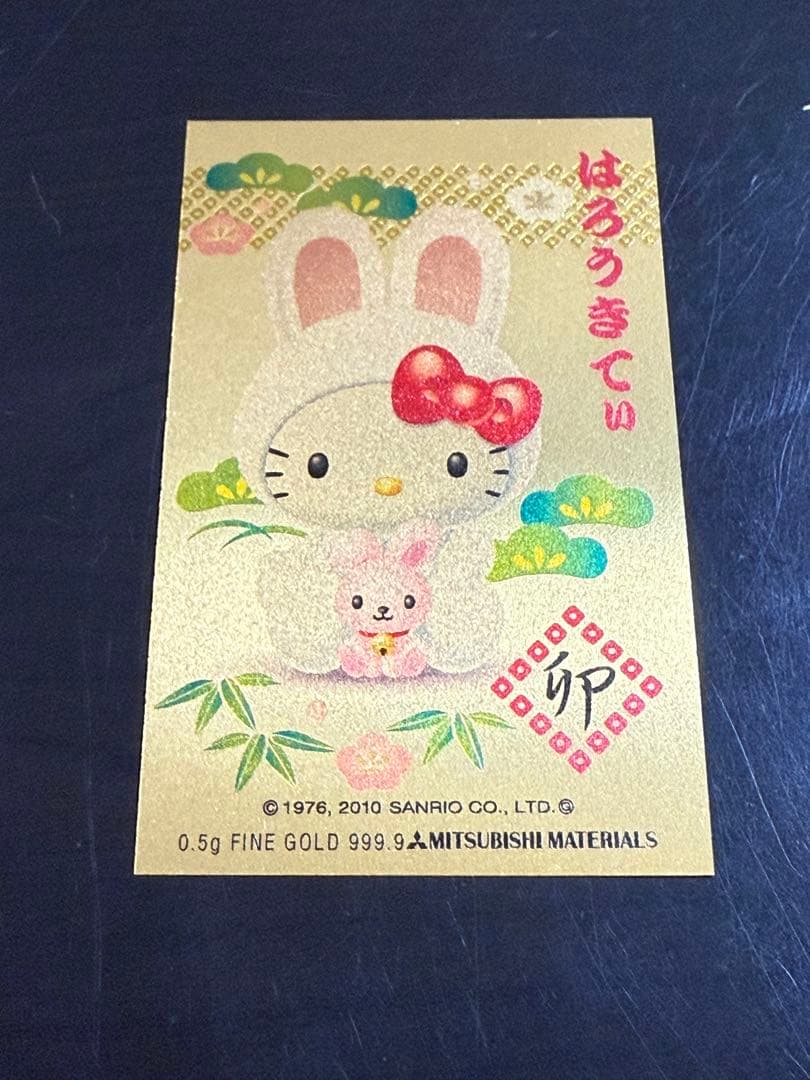 はろうきてぃ
卯
©1976, 2010 SANRIO CO., LTD.Ⓖ
0.5g FINE GOLD 999.9 MITSUBISHI MATERIALS